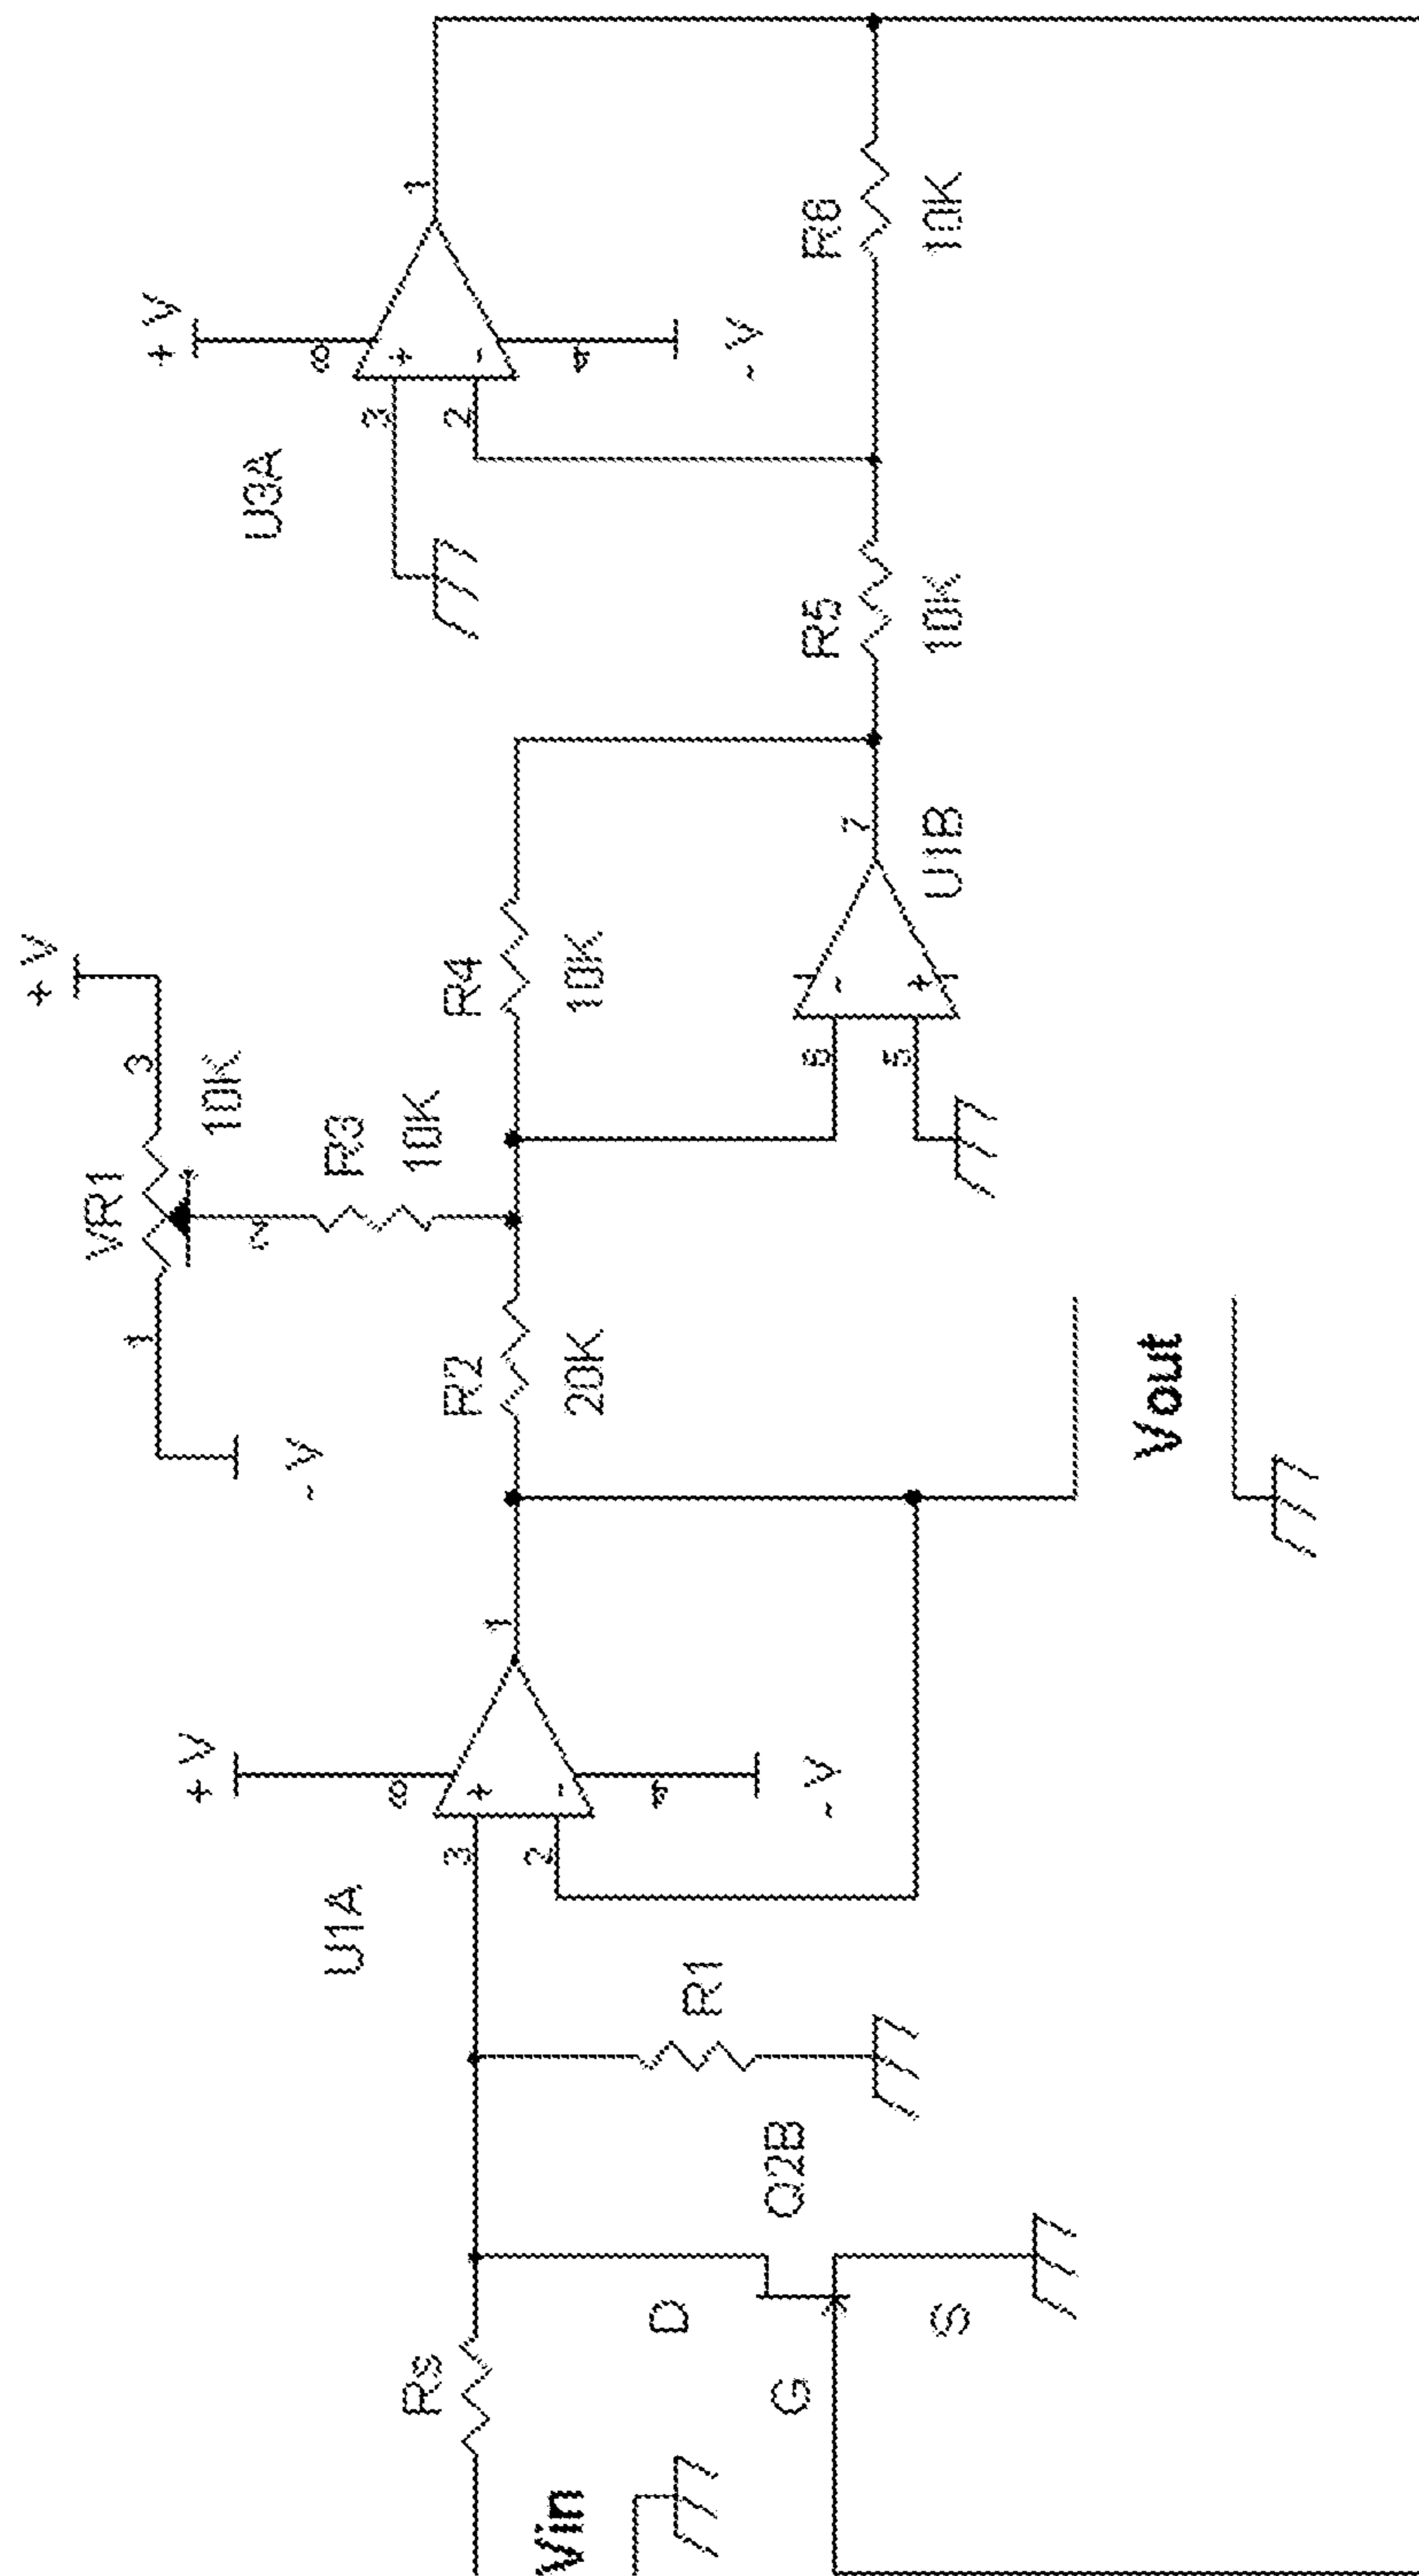 Vin
Rs
G
D
S
Q2B
R1
U1A
3
2
+
-
8
+ V
4
-V
1
Vout
R2
20K
-V
1
VR1
2
3
10K
+ V
R3
10K
R4
10K
6
5
-
+
7
U1B
R5
10K
U3A
3
2
+
-
8
+ V
4
-V
1
R6
10K